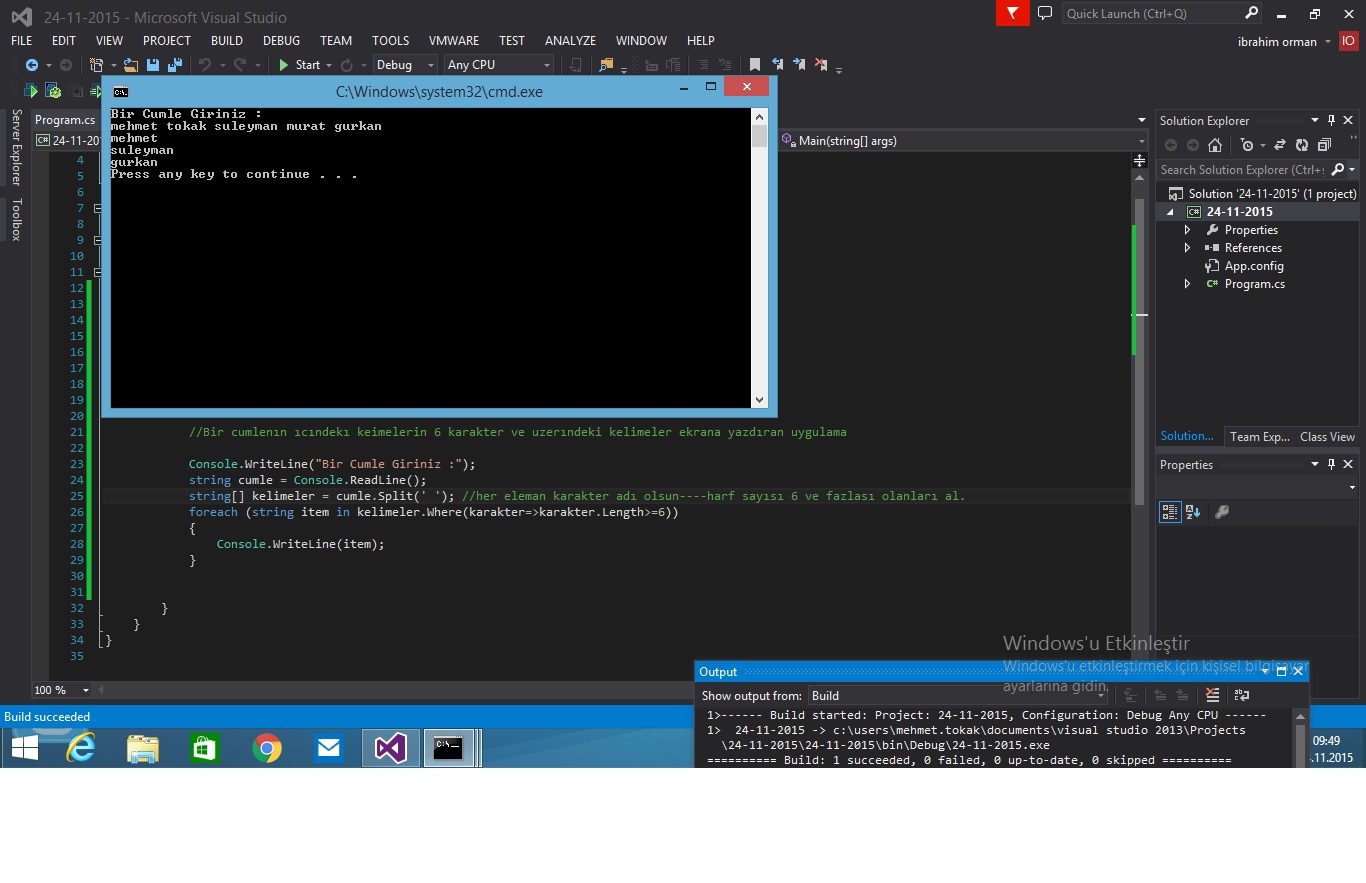 24-11-2015 - Microsoft Visual Studio
Quick Launch (Ctrl+Q)
FILE EDIT VIEW PROJECT BUILD DEBUG TEAM TOOLS VMWARE TEST ANALYZE WINDOW HELP
ibrahim orman IO
Start Debug Any CPU
C:\Windows\system32\cmd.exe
Bir Cumle Giriniz :
mehmet tokak suleyman murat gurkan
mehmet
suleyman
gurkan
Press any key to continue . . .
Server Explorer
Toolbox
Program.cs
C# 24-11-20
Main(string[] args)
4
5
6
7
8
9
10
11
12
13
14
15
16
17
18
19
20
21 //Bir cumlenın ıcındekı keimelerin 6 karakter ve uzerındeki kelimeler ekrana yazdıran uygulama
22
23 Console.WriteLine("Bir Cumle Giriniz :");
24 string cumle = Console.ReadLine();
25 string[] kelimeler = cumle.Split(' '); //her eleman karakter adı olsun----harf sayısı 6 ve fazlası olanları al.
26 foreach (string item in kelimeler.Where(karakter=>karakter.Length>=6))
27 {
28 Console.WriteLine(item);
29 }
30
31
32 }
33 }
34 }
35
100 %
Solution Explorer
Search Solution Explorer (Ctrl+;
Solution '24-11-2015' (1 project)
C# 24-11-2015
Properties
References
App.config
C# Program.cs
Solution... Team Exp... Class View
Properties
Windows'u Etkinleştir
Windows'u etkinleştirmek için kişisel bilgisayar
ayarlarına gidin.
Output
Show output from: Build
1>------ Build started: Project: 24-11-2015, Configuration: Debug Any CPU ------
1> 24-11-2015 -> c:\users\mehmet.tokak\documents\visual studio 2013\Projects
\24-11-2015\24-11-2015\bin\Debug\24-11-2015.exe
========== Build: 1 succeeded, 0 failed, 0 up-to-date, 0 skipped ==========
Build succeeded
09:49
.11.2015